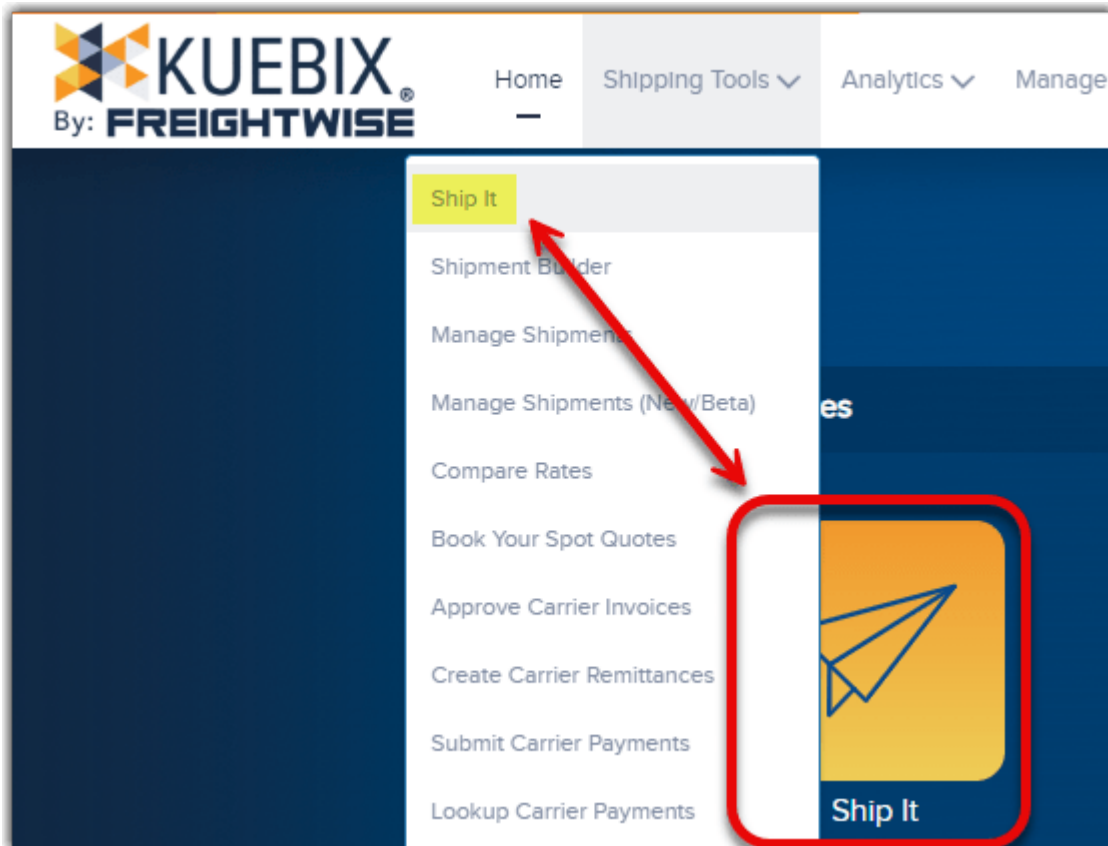 KUEBIX®
By: FREIGHTWISE
Home Shipping Tools Analytics Manage
Ship It
Shipment Builder
Manage Shipments
Manage Shipments (New/Beta)
es
Compare Rates
Book Your Spot Quotes
Approve Carrier Invoices
Create Carrier Remittances
Submit Carrier Payments
Lookup Carrier Payments
Ship It